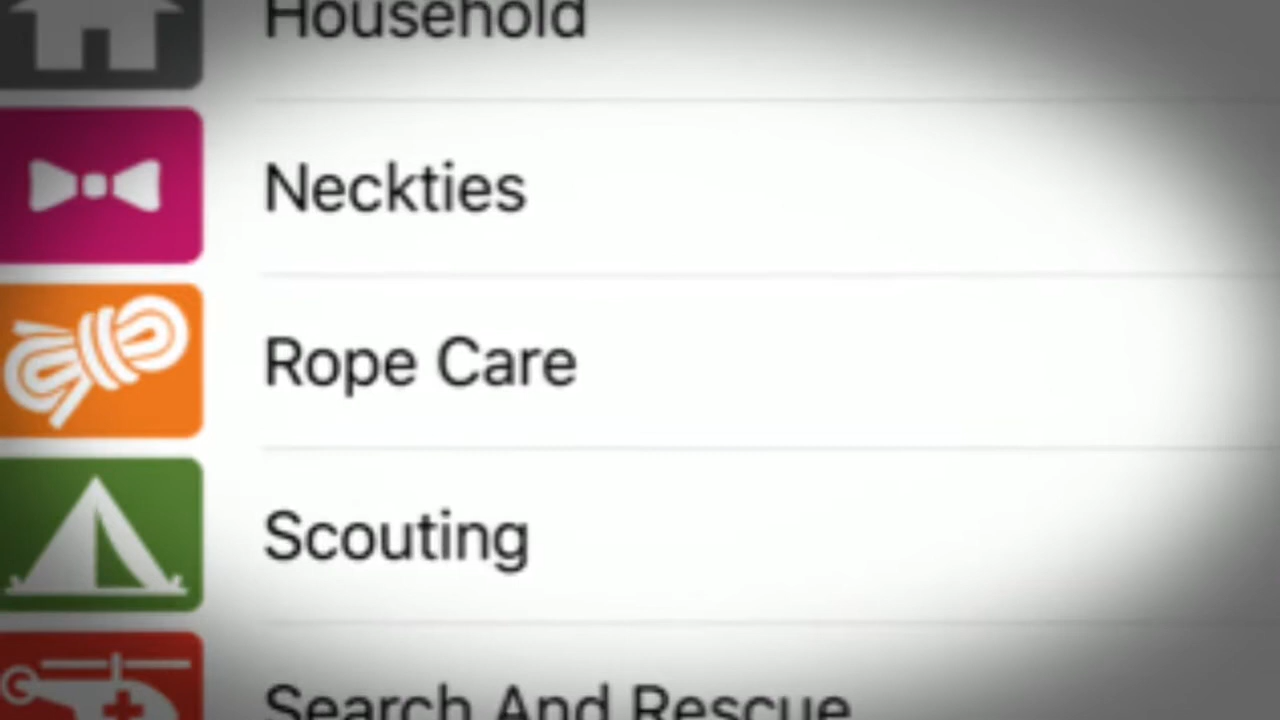 Household
Neckties
Rope Care
Scouting
Search And Rescue